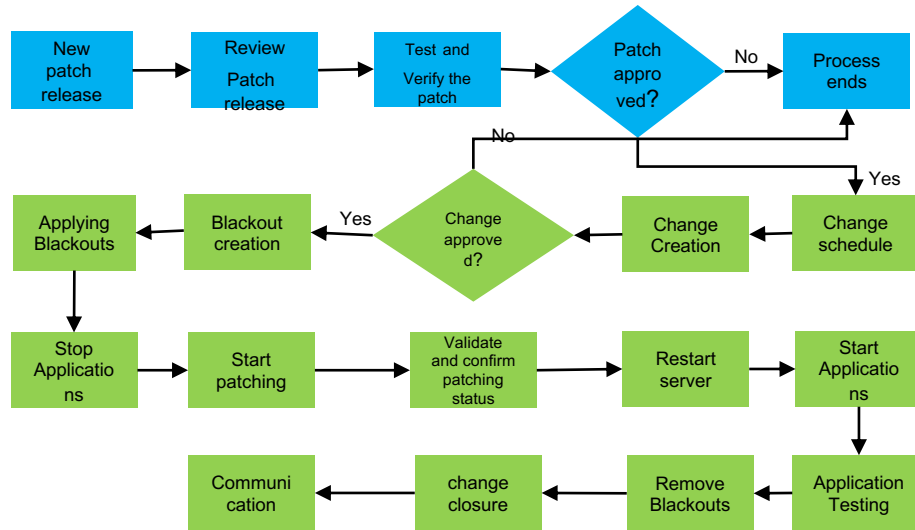 New
patch
release
Review
Patch
release
Test and
Verify the
patch
Patch
appro
ved?
No
Process
ends
No
Yes
Applying
Blackouts
Blackout
creation
Yes
Change
approve
d?
Change
Creation
Change
schedule
Stop
Applicatio
ns
Start
patching
Validate
and confirm
patching
status
Restart
server
Start
Applicatio
ns
Communi
cation
change
closure
Remove
Blackouts
Application
Testing